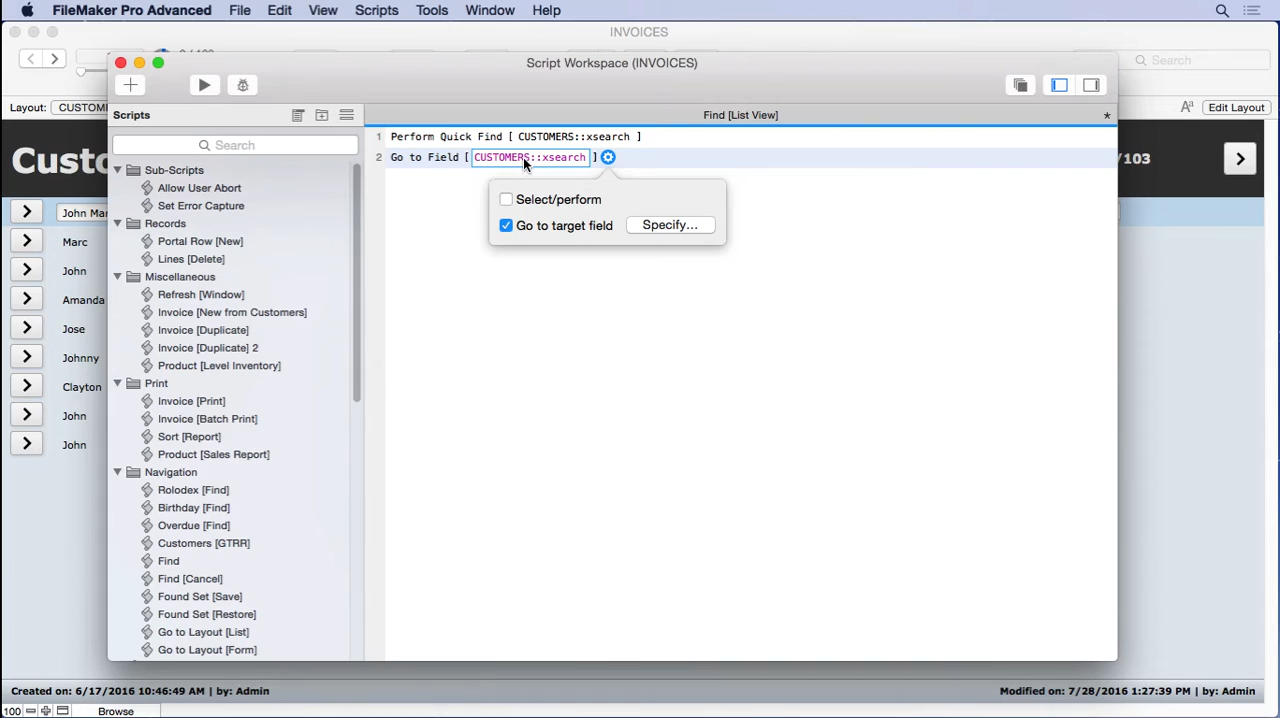 FileMaker Pro Advanced File Edit View Scripts Tools Window Help
INVOICES
Search
Script Workspace (INVOICES)
Layout: CUSTOME
Edit Layout
Scripts
Find [List View]
*
Search
1 Perform Quick Find [ CUSTOMERS::xsearch ]
2 Go to Field [ CUSTOMERS::xsearch ]
Select/perform
Go to target field Specify...
Custo
/103
Sub-Scripts
Allow User Abort
Set Error Capture
Records
Portal Row [New]
Lines [Delete]
Miscellaneous
Refresh [Window]
Invoice [New from Customers]
Invoice [Duplicate]
Invoice [Duplicate] 2
Product [Level Inventory]
Print
Invoice [Print]
Invoice [Batch Print]
Sort [Report]
Product [Sales Report]
Navigation
Rolodex [Find]
Birthday [Find]
Overdue [Find]
Customers [GTRR]
Find
Find [Cancel]
Found Set [Save]
Found Set [Restore]
Go to Layout [List]
Go to Layout [Form]
John Mar
Marc
John
Amanda
Jose
Johnny
Clayton
John
John
Created on: 6/17/2016 10:46:49 AM | by: Admin
Modified on: 7/28/2016 1:27:39 PM | by: Admin
100 Browse